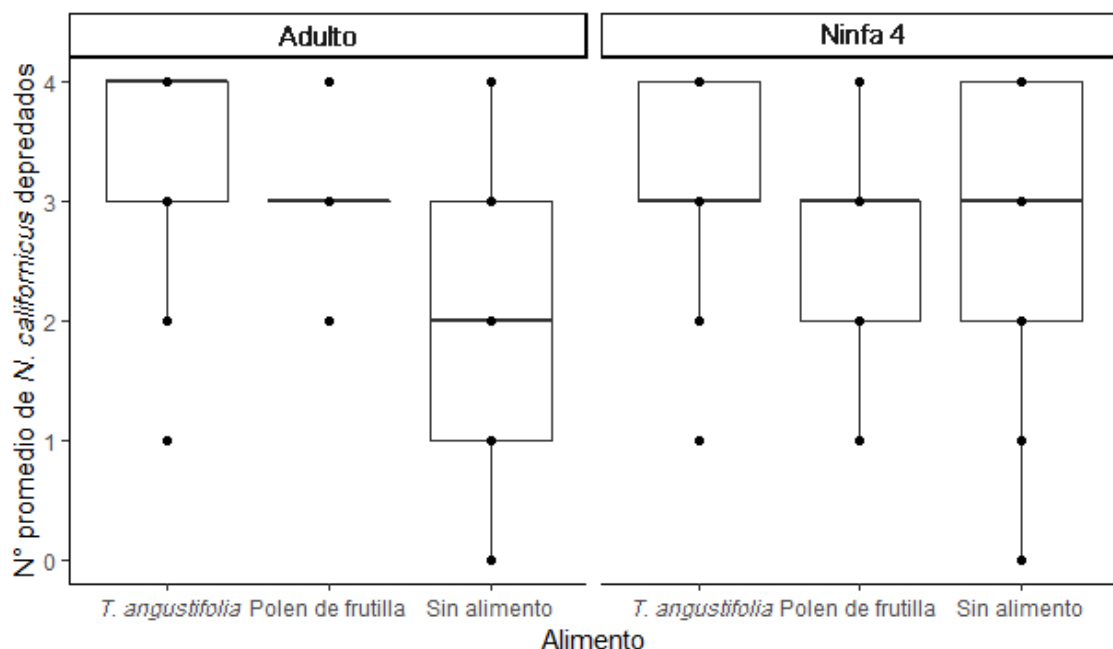 Adulto
Ninfa 4
N° promedio de N. californicus depredados
4
3
2
1
0
T. angustifolia Polen de frutilla Sin alimento
T. angustifolia Polen de frutilla Sin alimento
Alimento